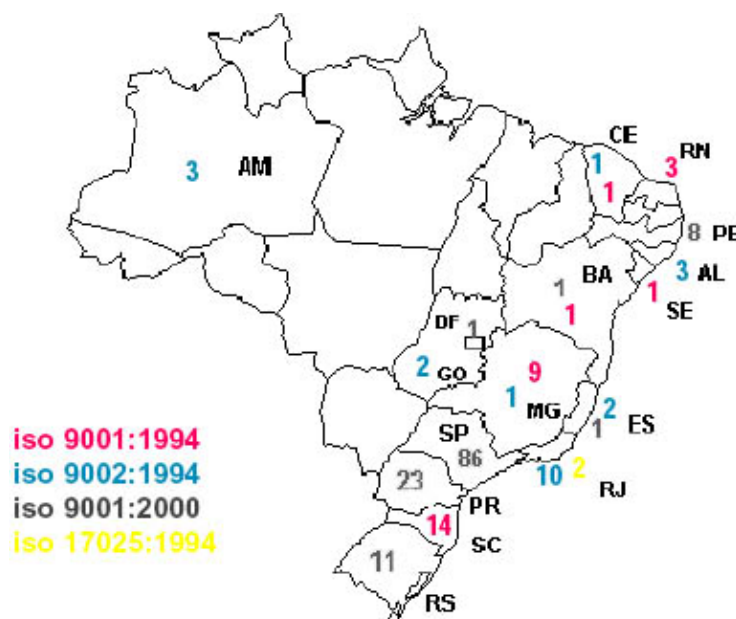 CE
RN
1
3
1
3 AM
8 PE
BA
3 AL
1
1
SE
DF 1
1
2 GO
9
1 MG
2
ES
1
SP
86
10 2
RJ
23
PR
14
SC
11
RS
iso 9001:1994
iso 9002:1994
iso 9001:2000
iso 17025:1994